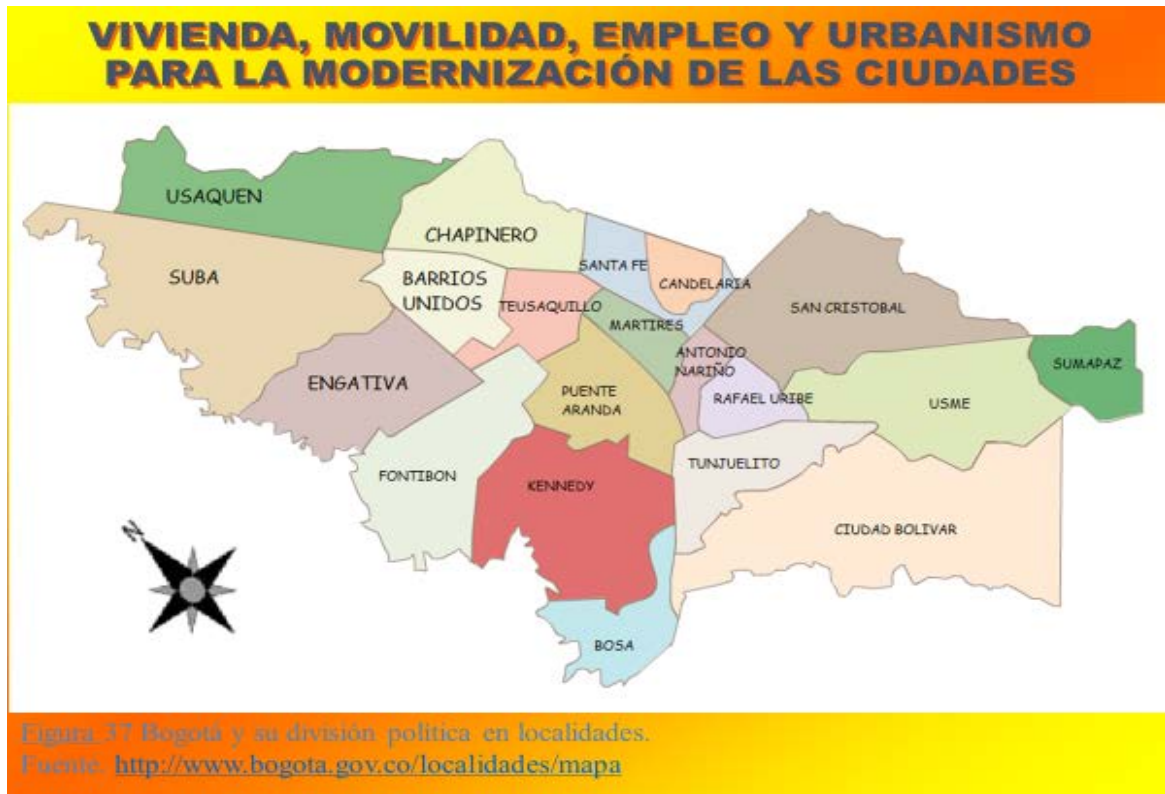 VIVIENDA, MOVILIDAD, EMPLEO Y URBANISMO
PARA LA MODERNIZACIÓN DE LAS CIUDADES
USAQUEN
SUBA
CHAPINERO
BARRIOS
UNIDOS
SANTA FE
CANDELARIA
TEUSAQUILLO
MARTIRES
SAN CRISTOBAL
ANTONIO
NARIÑO
SUMAPAZ
ENGATIVA
PUENTE
ARANDA
RAFAEL URIBE
USME
FONTIBON
KENNEDY
TUNJUELITO
CIUDAD BOLIVAR
N
BOSA
Figura 37 Bogotá y su división política en localidades.
Fuente. http://www.bogota.gov.co/localidades/mapa